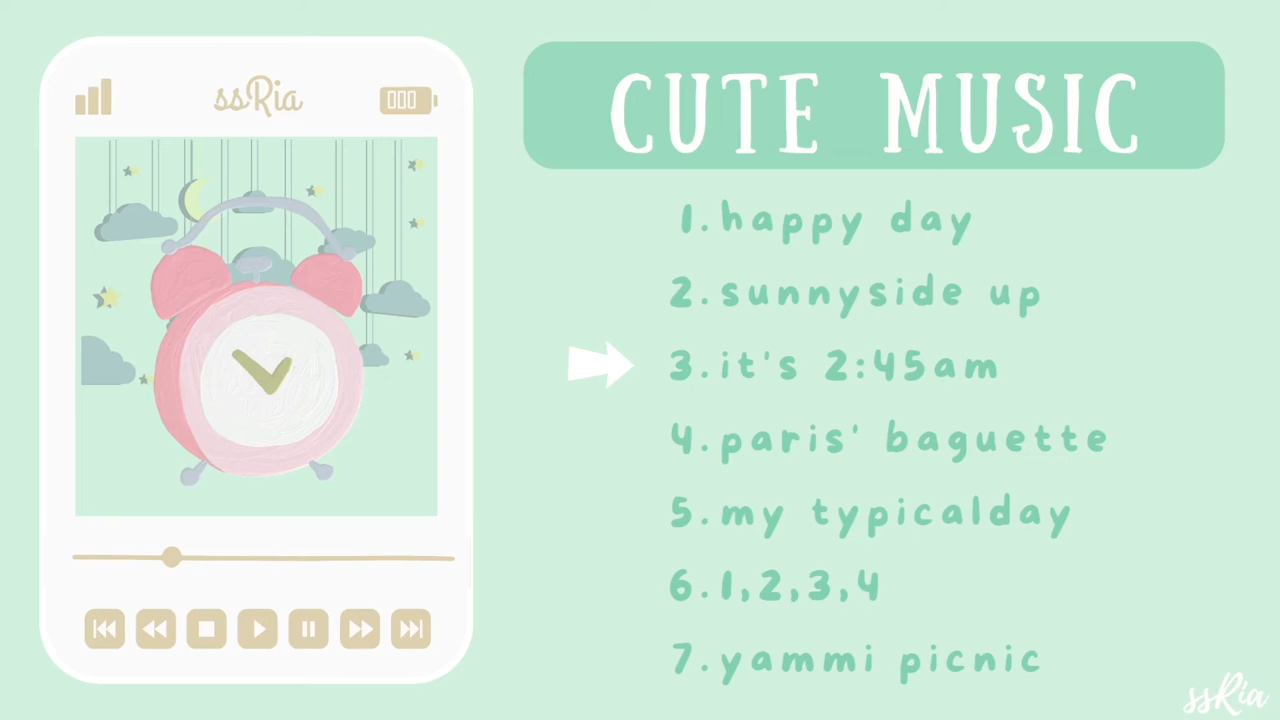 ssRia
CUTE MUSIC
1. happy day
2. sunnyside up
3. it's 2:45am
4. paris' baguette
5. my typicalday
6. 1,2,3,4
7. yammi picnic
ssRia